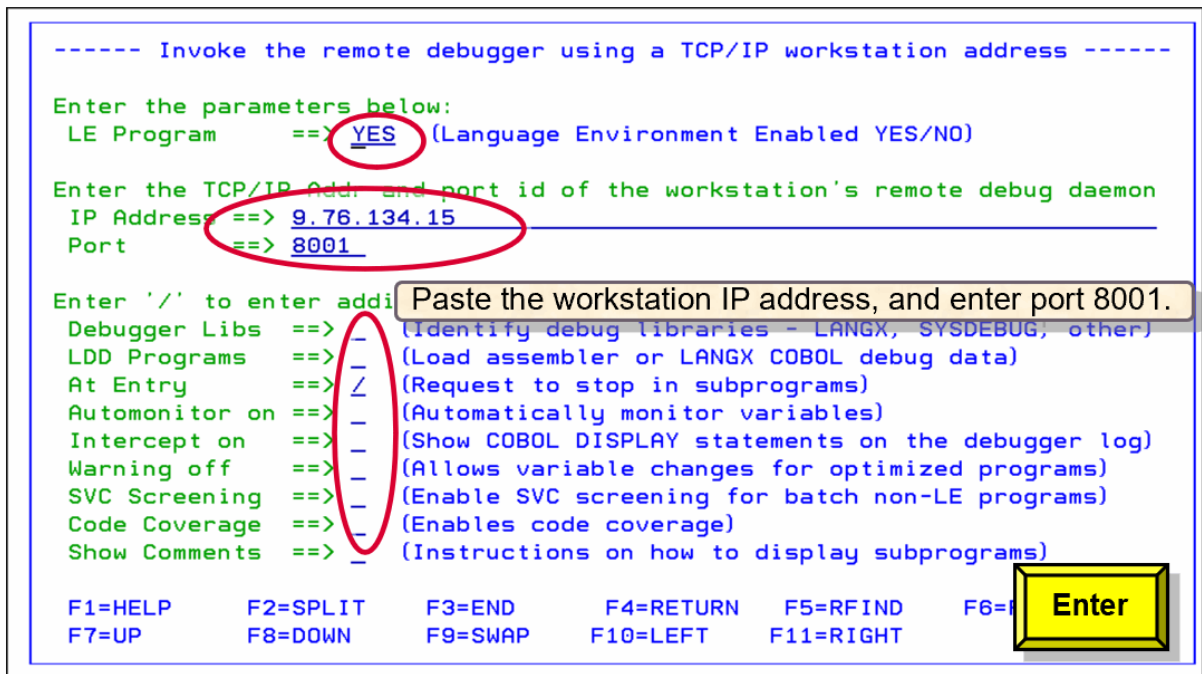 ------ Invoke the remote debugger using a TCP/IP workstation address ------
Enter the parameters below:
LE Program ==> YES (Language Environment Enabled YES/NO)
Enter the TCP/IP Addr and port id of the workstation's remote debug daemon
IP Address ==> 9.76.134.15
Port ==> 8001
Enter '/' to enter addi
Paste the workstation IP address, and enter port 8001.
Debugger Libs ==> _ (Identify debug libraries - LANGX, SYSDEBUG, other)
LDD Programs ==> _ (Load assembler or LANGX COBOL debug data)
At Entry ==> / (Request to stop in subprograms)
Automonitor on ==> _ (Automatically monitor variables)
Intercept on ==> _ (Show COBOL DISPLAY statements on the debugger log)
Warning off ==> _ (Allows variable changes for optimized programs)
SVC Screening ==> _ (Enable SVC screening for batch non-LE programs)
Code Coverage ==> _ (Enables code coverage)
Show Comments ==> _ (Instructions on how to display subprograms)
F1=HELP F2=SPLIT F3=END F4=RETURN F5=RFIND F6=
Enter
F7=UP F8=DOWN F9=SWAP F10=LEFT F11=RIGHT